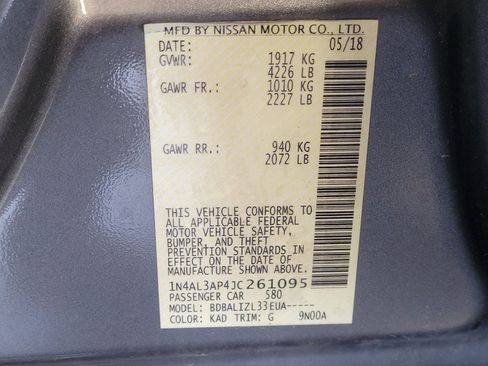 MFD BY NISSAN MOTOR CO., LTD.
DATE: 05/18
GVWR: 1917 KG
4226 LB
GAWR FR.: 1010 KG
2227 LB
GAWR RR.: 940 KG
2072 LB
THIS VEHICLE CONFORMS TO
ALL APPLICABLE FEDERAL
MOTOR VEHICLE SAFETY,
BUMPER, AND THEFT
PREVENTION STANDARDS IN
EFFECT ON THE DATE OF
MANUFACTURE SHOWN ABOVE.
1N4AL3AP4JC261095
PASSENGER CAR 580
MODEL: BDBALIZL33EUA-----
COLOR: KAD TRIM: G 9N00A